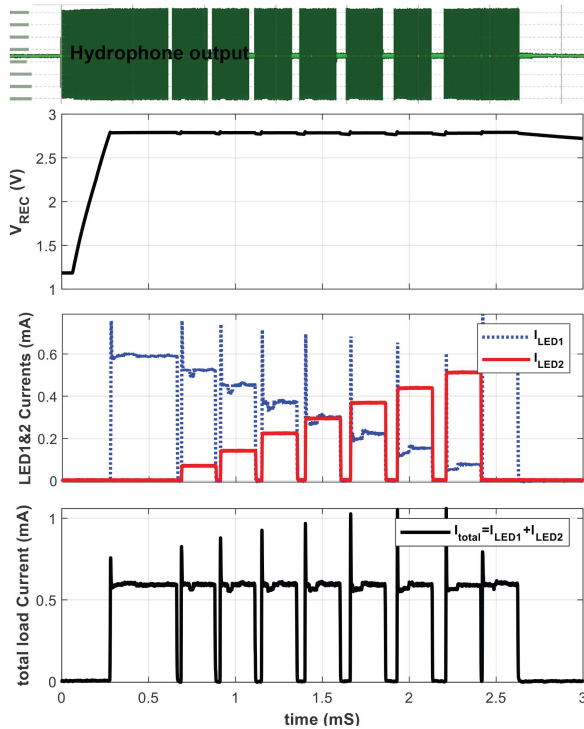 Hydrophone output
3
2.5
2
1.5
1
V_REC (V)
0.6
0.4
0.2
0
LED1&2 Currents (mA)
I_LED1
I_LED2
1
0.5
0
total load Current (mA)
I_total=I_LED1+I_LED2
0 0.5 1 1.5 2 2.5 3
time (mS)